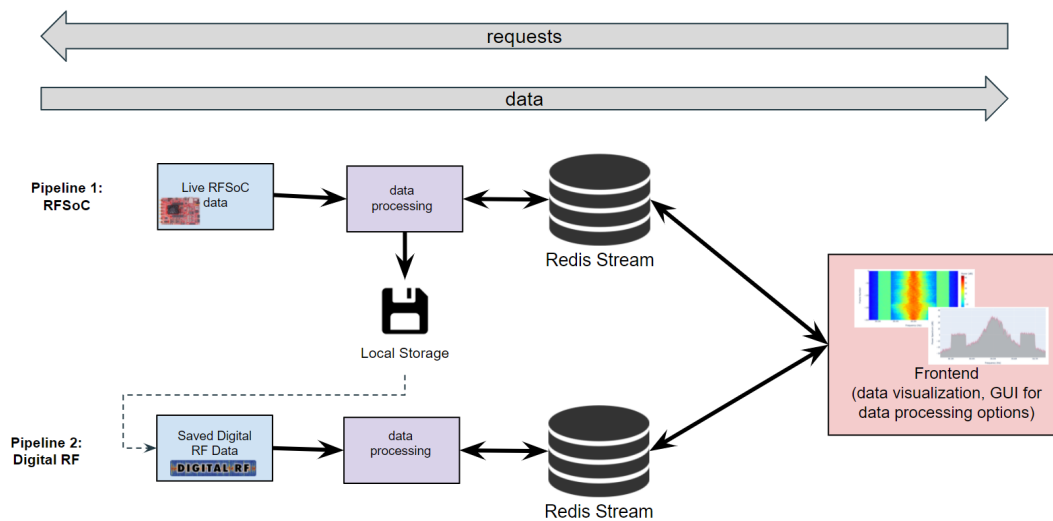 requests
data
Pipeline 1:
RFSoC
Live RFSoC
data
data
processing
Redis Stream
Local Storage
Frontend
(data visualization, GUI for
data processing options)
Pipeline 2:
Digital RF
Saved Digital
RF Data
DIGITAL RF
data
processing
Redis Stream